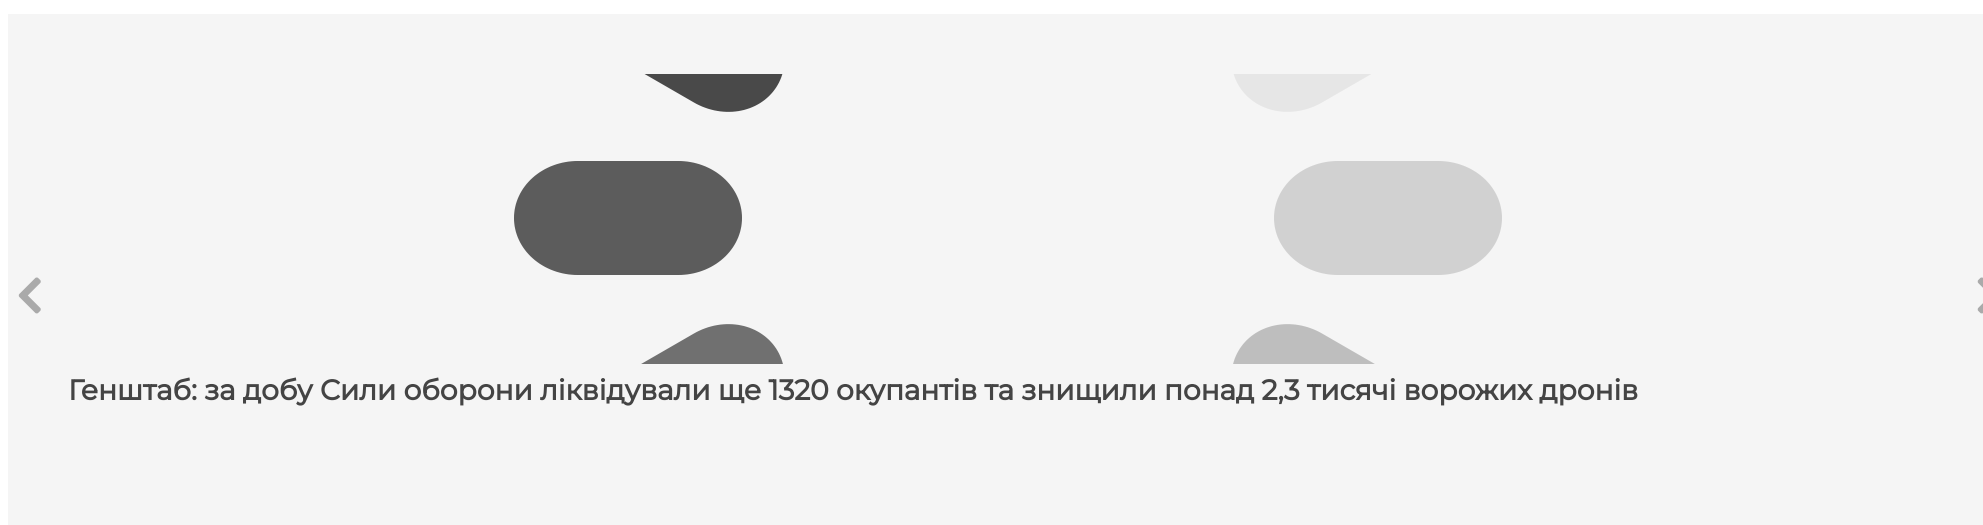 Генштаб: за добу Сили оборони ліквідували ще 1320 окупантів та знищили понад 2,3 тисячі ворожих дронів